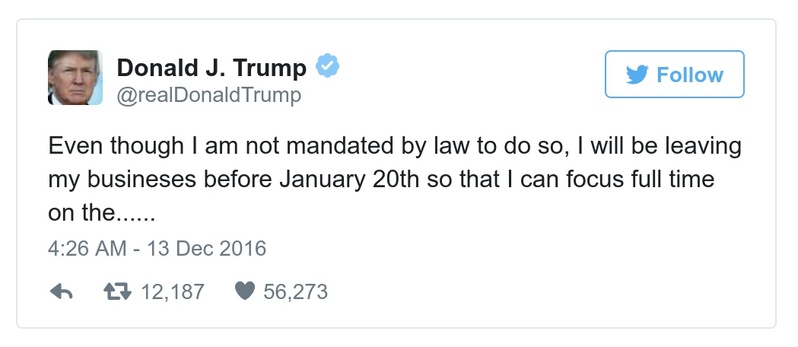 Donald J. Trump
@realDonaldTrump
Follow
Even though I am not mandated by law to do so, I will be leaving
my busineses before January 20th so that I can focus full time
on the......
4:26 AM - 13 Dec 2016
12,187 56,273